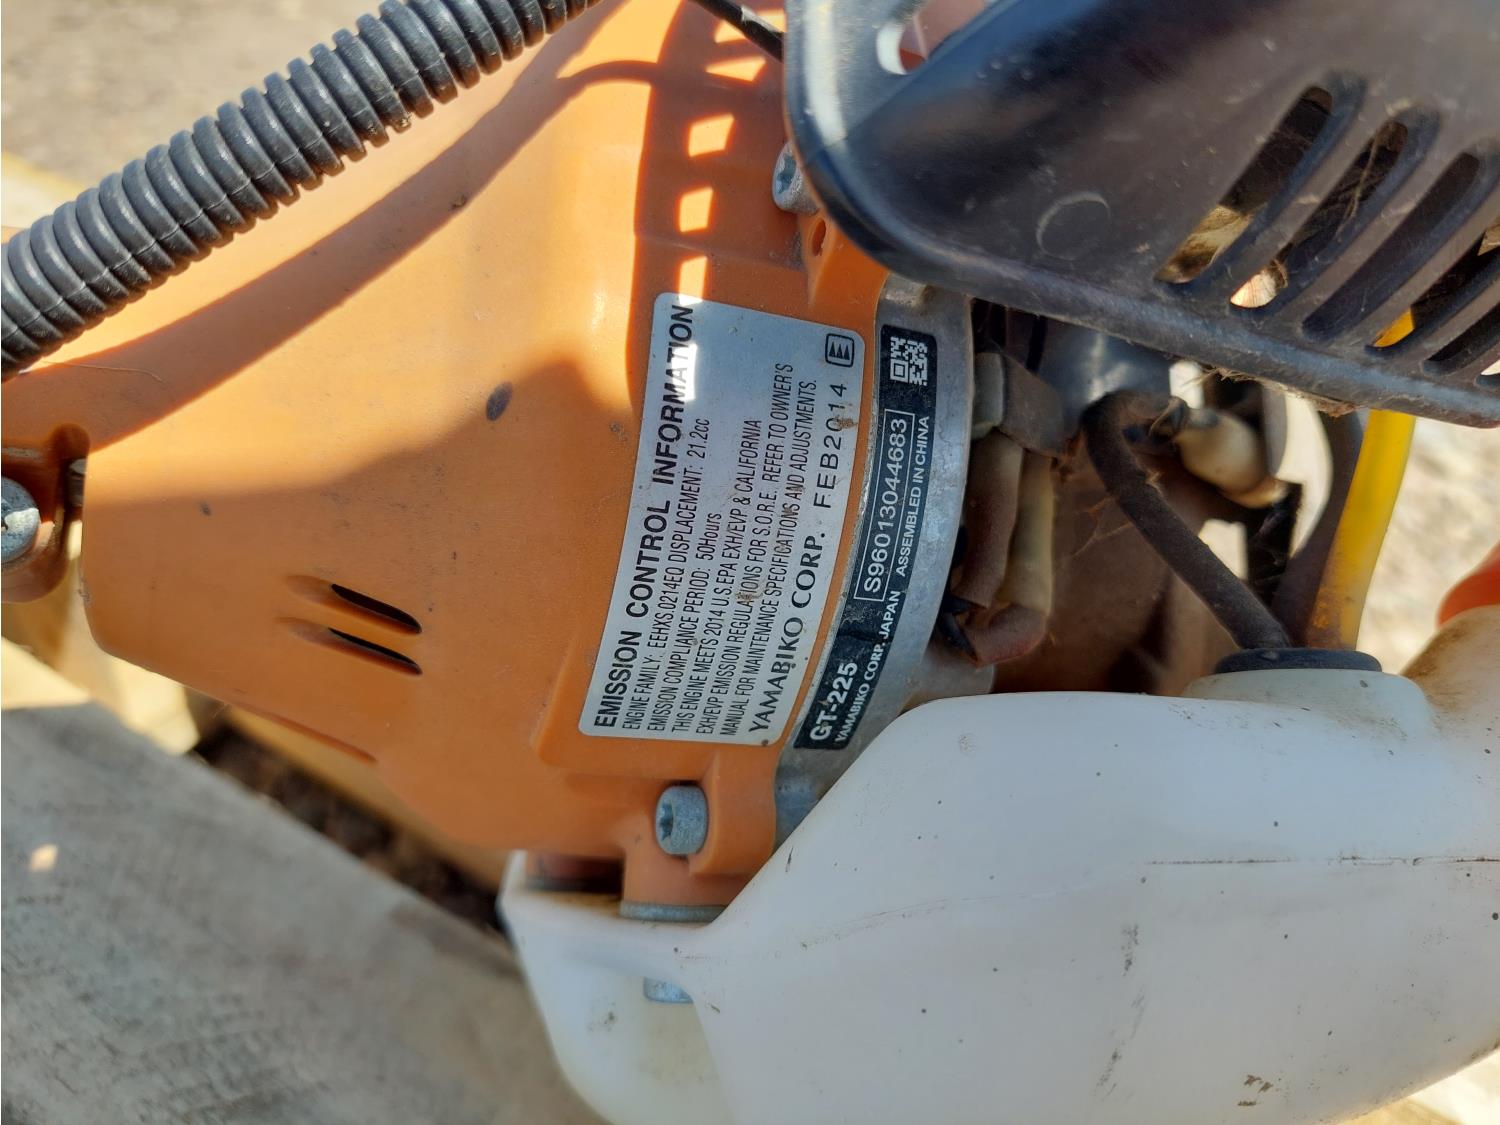 EMISSION CONTROL INFORMATION
ENGINE FAMILY: EEHXS.0214EQ DISPLACEMENT: 21.2cc
EMISSION COMPLIANCE PERIOD: 50Hours
THIS ENGINE MEETS 2014 U.S.EPA EXH/EVP & CALIFORNIA
EXH/EVP EMISSION REGULATIONS FOR S.O.R.E. REFER TO OWNER'S
MANUAL FOR MAINTENANCE SPECIFICATIONS AND ADJUSTMENTS.
YAMABIKO CORP. FEB2014
GT-225 S96013044683
YAMABIKO CORP. JAPAN ASSEMBLED IN CHINA